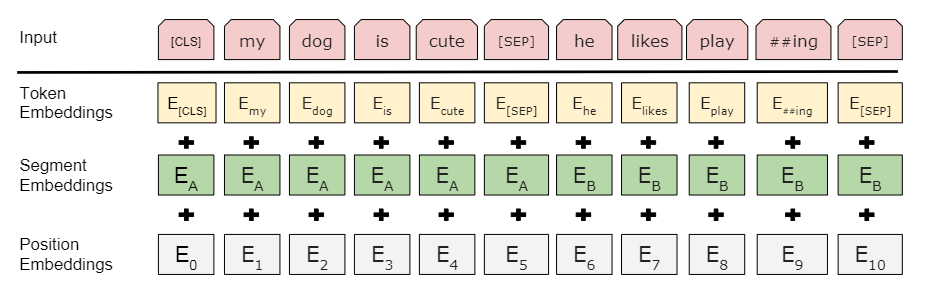 Input [CLS] my dog is cute [SEP] he likes play ##ing [SEP]
Token Embeddings E[CLS] Emy Edog Eis Ecute E[SEP] Ehe Elikes Eplay E##ing E[SEP]
+ + + + + + + + + + +
Segment Embeddings EA EA EA EA EA EA EB EB EB EB EB
+ + + + + + + + + + +
Position Embeddings E0 E1 E2 E3 E4 E5 E6 E7 E8 E9 E10